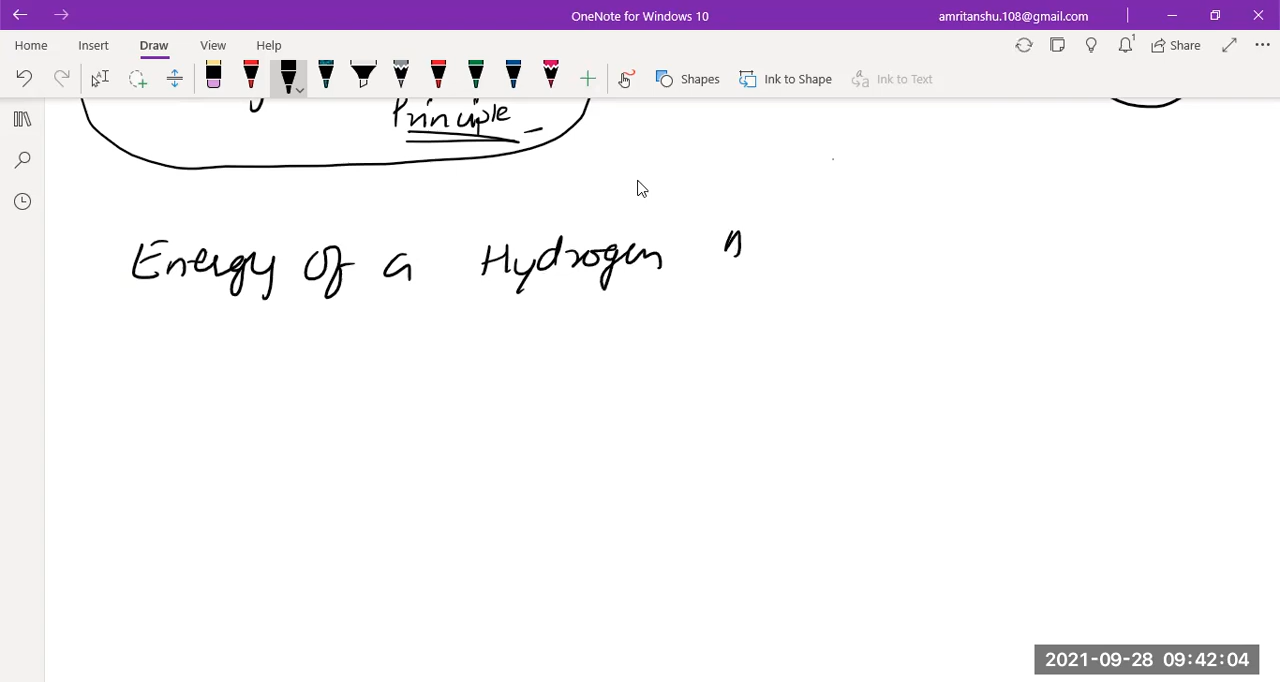 OneNote for Windows 10
amritanshu.108@gmail.com
Home Insert Draw View Help
Share
Shapes Ink to Shape Ink to Text
Principle
Energy of a Hydrogen
2021-09-28 09:42:04